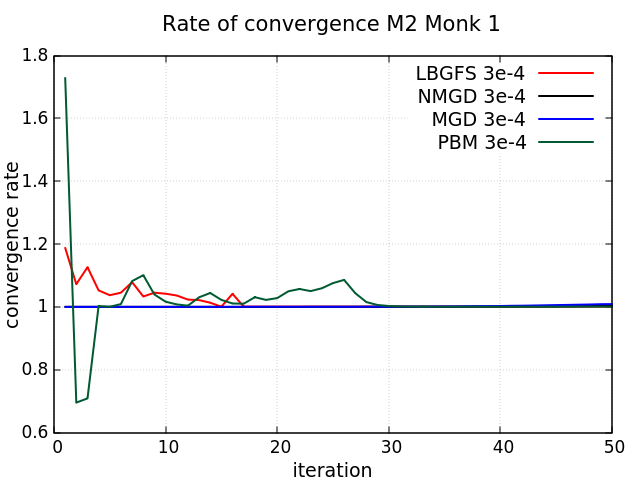 Rate of convergence M2 Monk 1
LBGFS 3e-4
NMGD 3e-4
MGD 3e-4
PBM 3e-4
convergence rate
1.8
1.6
1.4
1.2
1
0.8
0.6
0 10 20 30 40 50
iteration